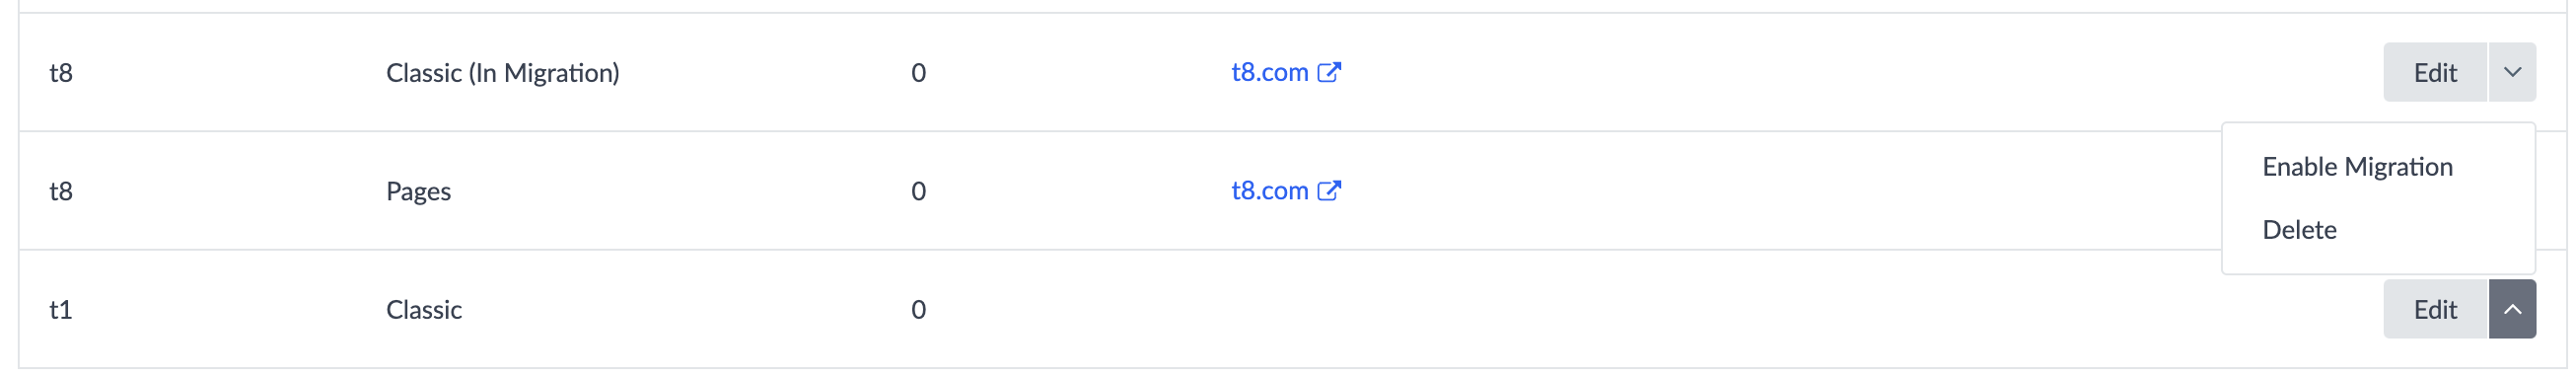 t8 Classic (In Migration) 0 t8.com Edit
t8 Pages 0 t8.com
Enable Migration
Delete
t1 Classic 0 Edit